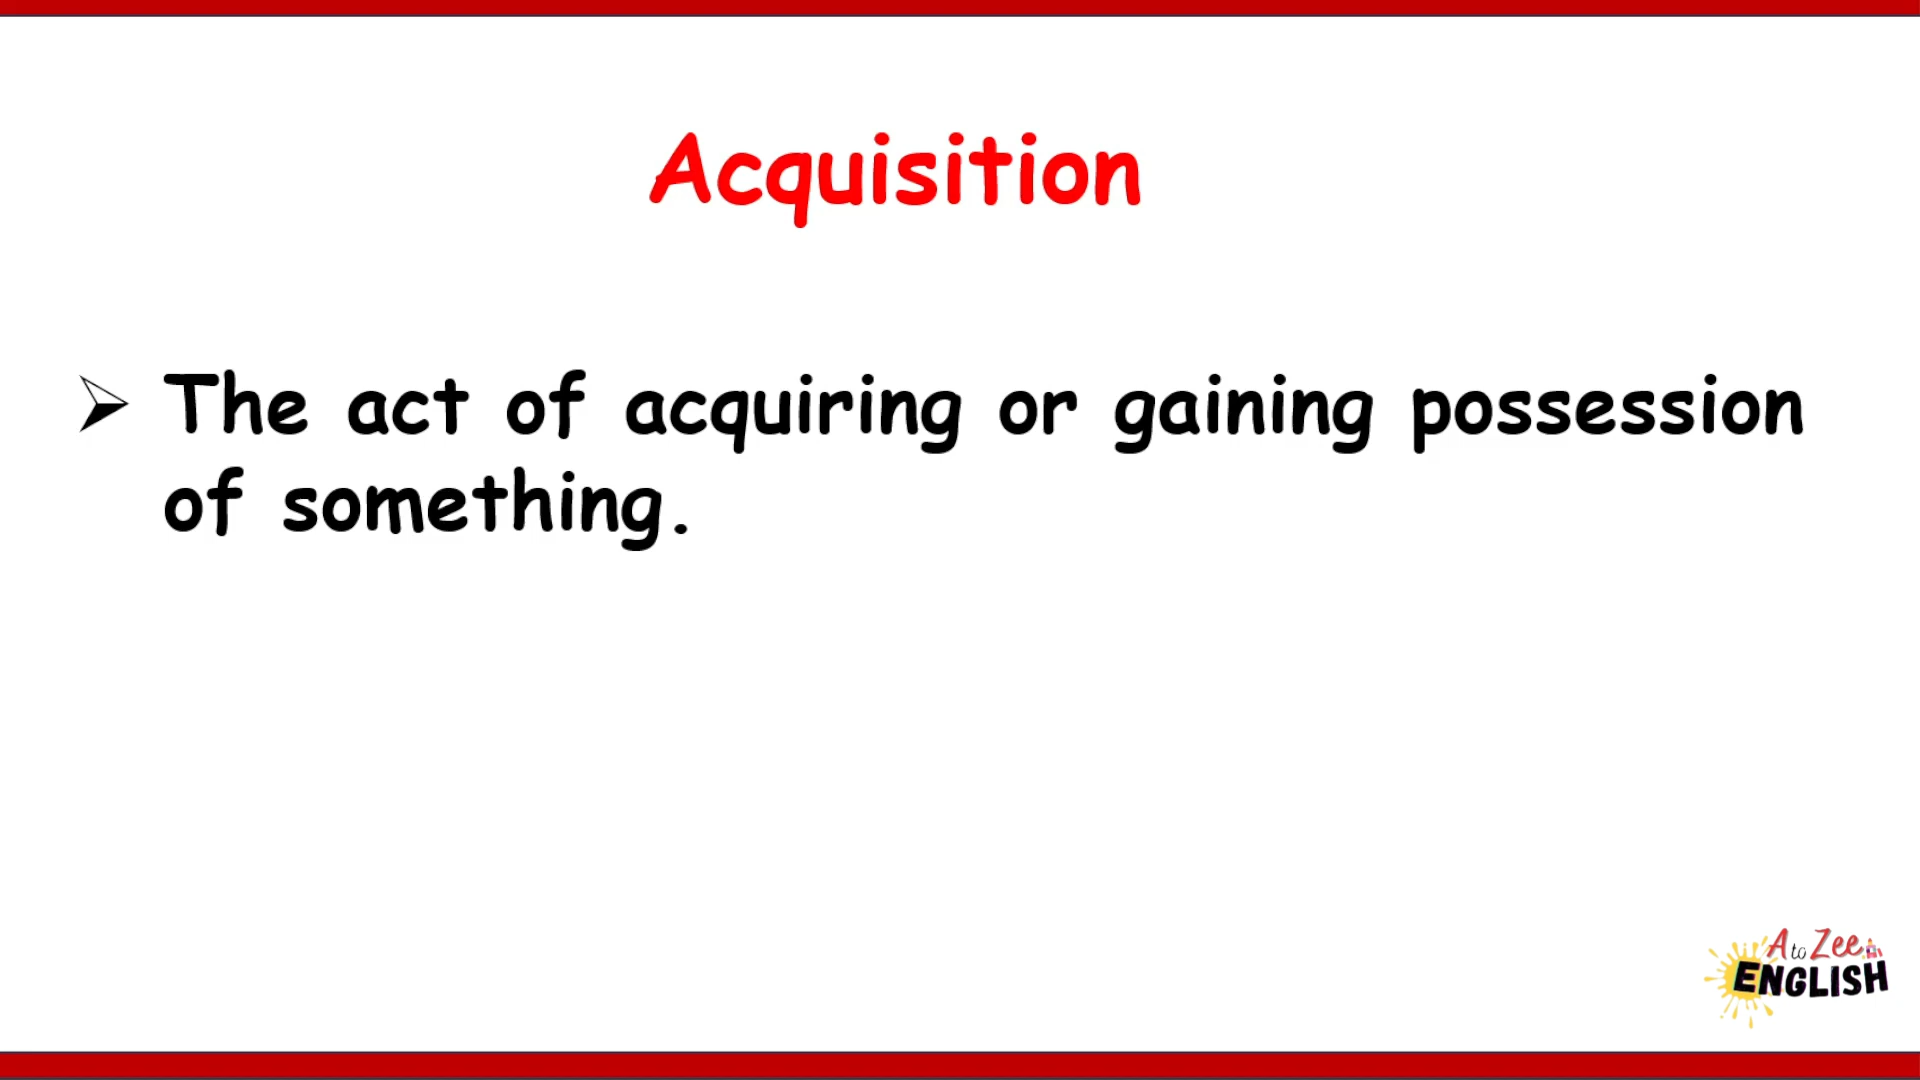 Acquisition
The act of acquiring or gaining possession
of something.
A to Zee
ENGLISH